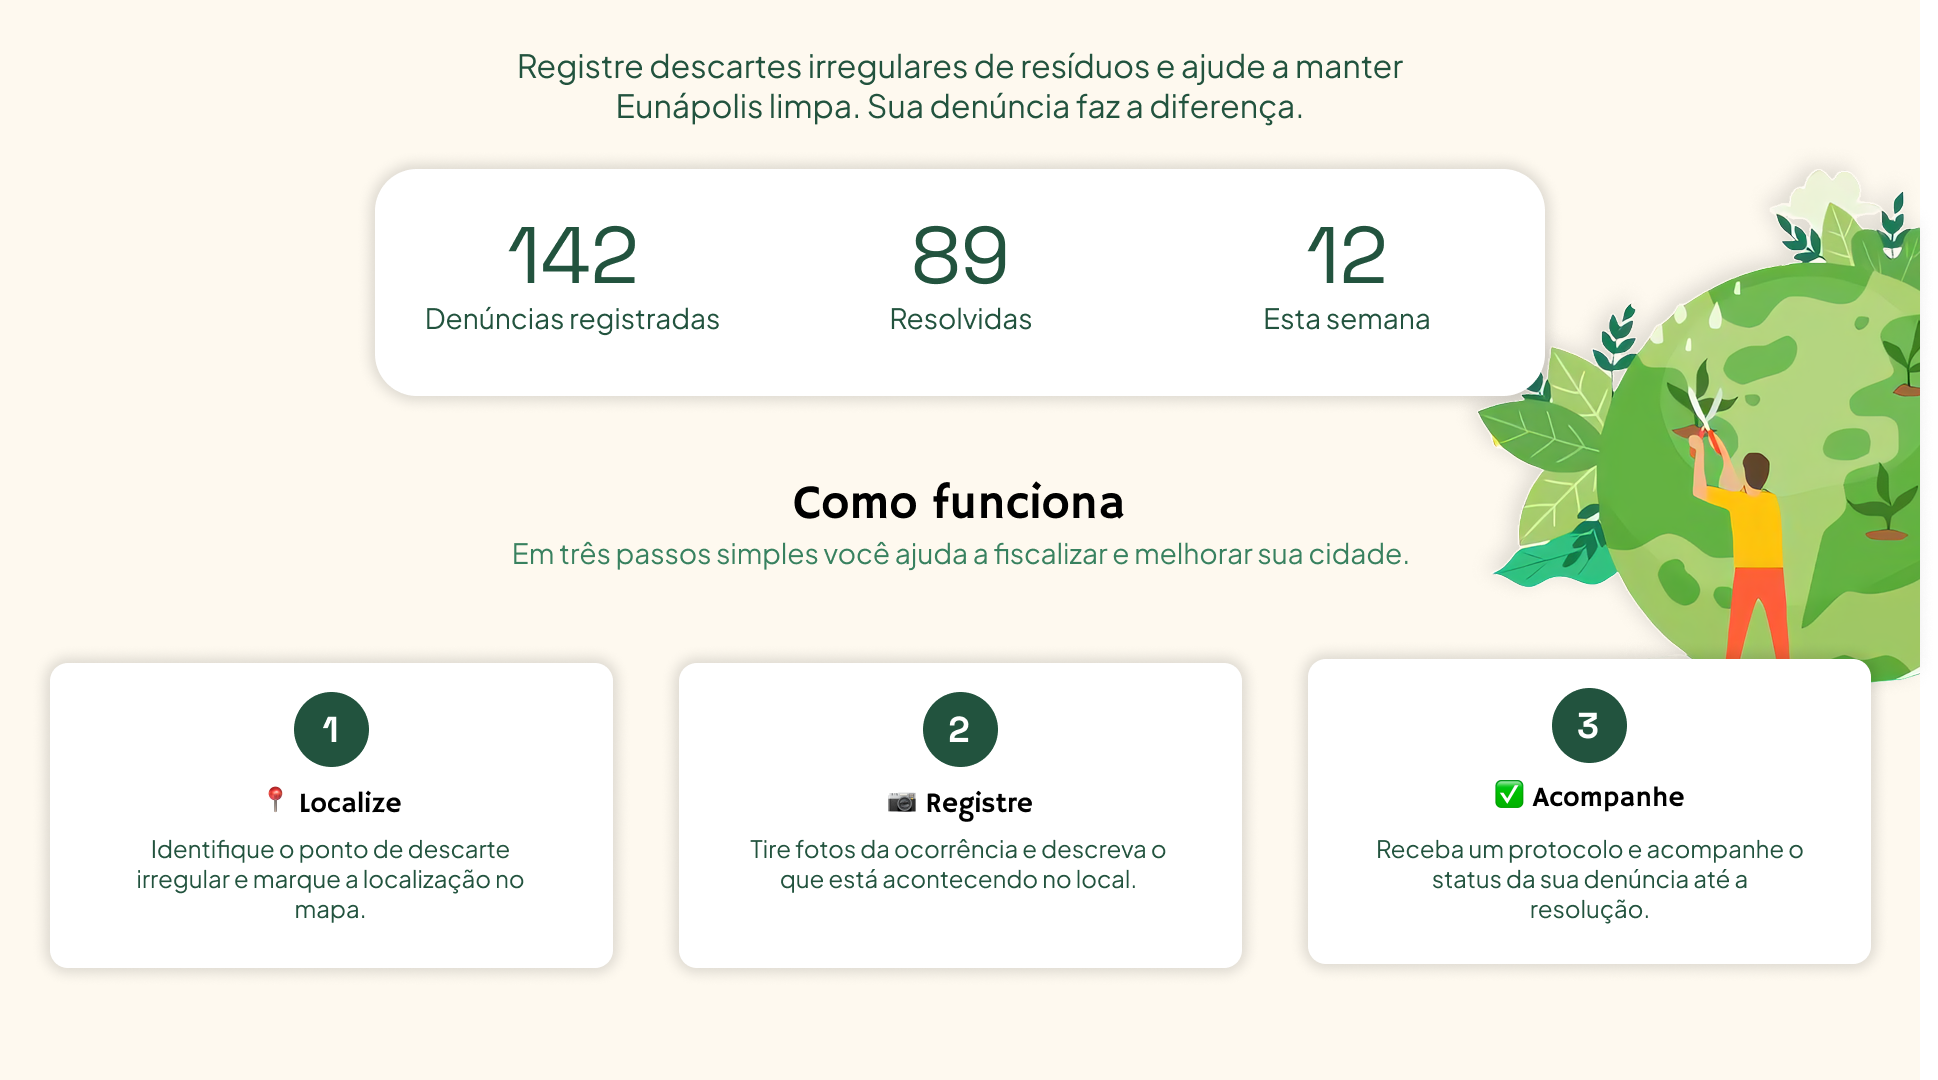 Registre descartes irregulares de resíduos e ajude a manter
Eunápolis limpa. Sua denúncia faz a diferença.
142
Denúncias registradas
89
Resolvidas
12
Esta semana
Como funciona
Em três passos simples você ajuda a fiscalizar e melhorar sua cidade.
1
📍 Localize
Identifique o ponto de descarte
irregular e marque a localização no
mapa.
2
📷 Registre
Tire fotos da ocorrência e descreva o
que está acontecendo no local.
3
✅ Acompanhe
Receba um protocolo e acompanhe o
status da sua denúncia até a
resolução.